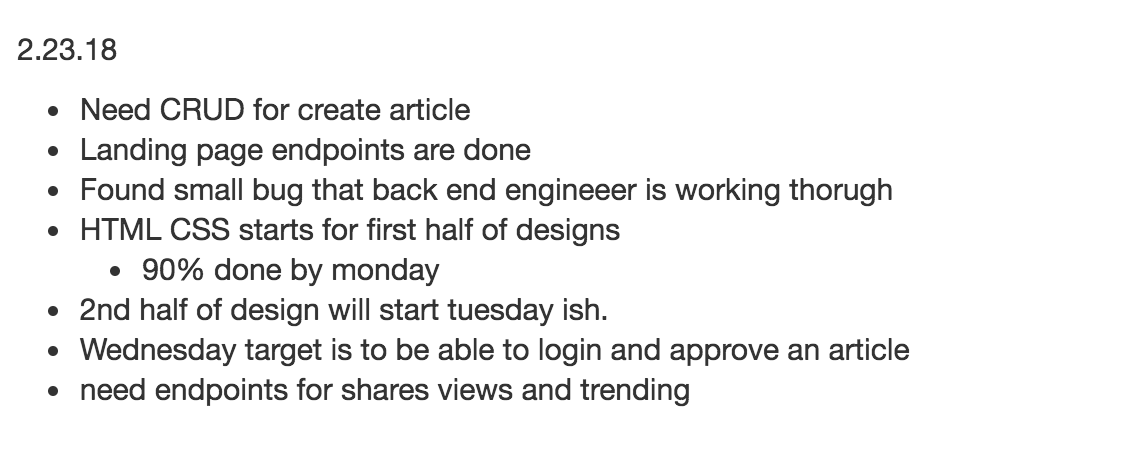 2.23.18
• Need CRUD for create article
• Landing page endpoints are done
• Found small bug that back end engineeer is working thorugh
• HTML CSS starts for first half of designs
• 90% done by monday
• 2nd half of design will start tuesday ish.
• Wednesday target is to be able to login and approve an article
• need endpoints for shares views and trending